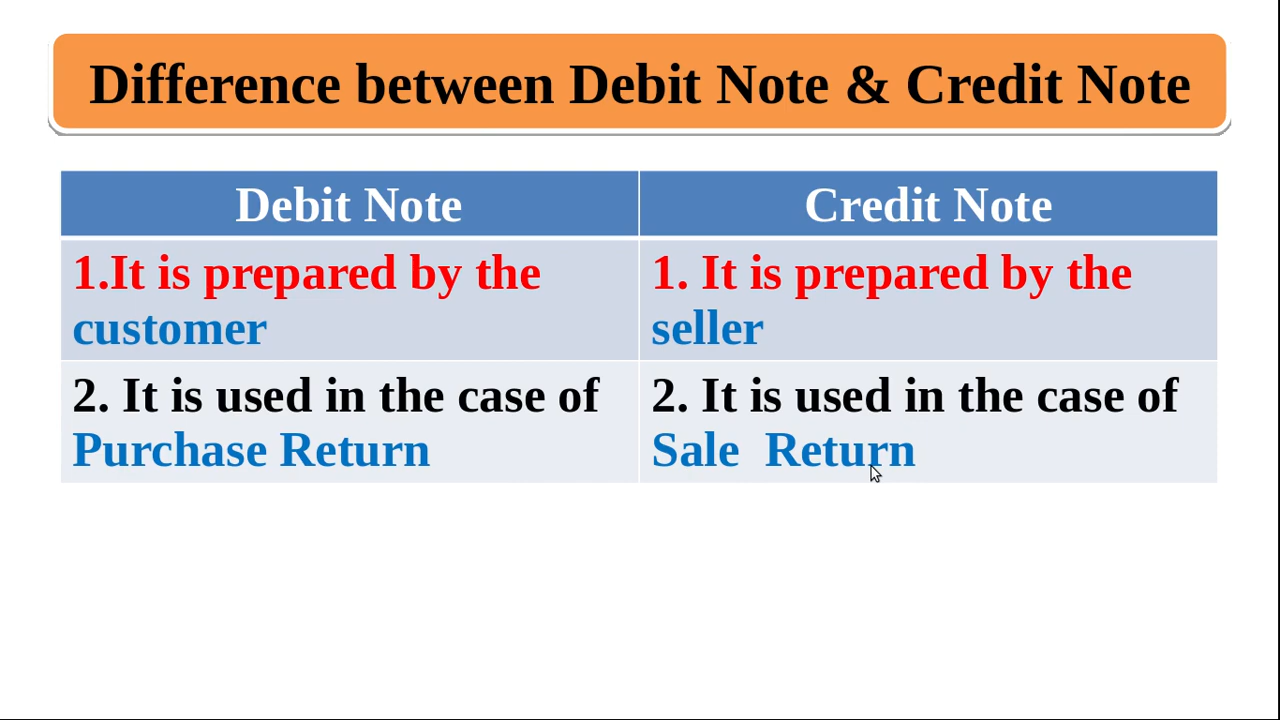 Difference between Debit Note & Credit Note
Debit Note
Credit Note
1.It is prepared by the
customer
1. It is prepared by the
seller
2. It is used in the case of
Purchase Return
2. It is used in the case of
Sale  Return